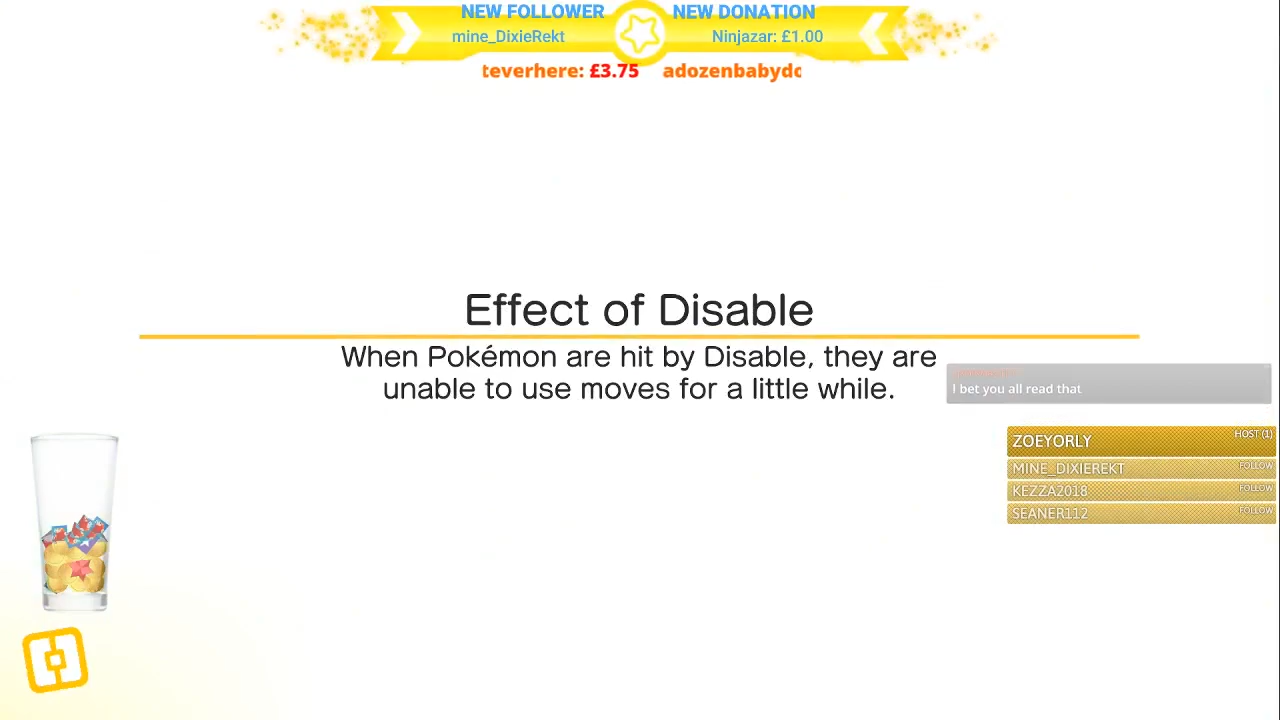 NEW FOLLOWER
NEW DONATION
mine_DixieRekt
Ninjazar: £1.00
teverhere: £3.75 adozenbabydo
Effect of Disable
When Pokémon are hit by Disable, they are
unable to use moves for a little while.
I bet you all read that
ZOEYORLY HOST (1)
MINE_DIXIEREKT FOLLOW
KEZZA2018 FOLLOW
SEANER112 FOLLOW